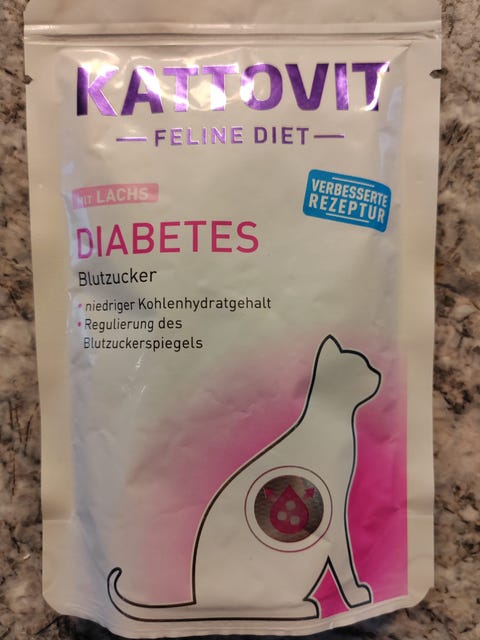 KATTOVIT
FELINE DIET
MIT LACHS
VERBESSERTE
REZEPTUR
DIABETES
Blutzucker
• niedriger Kohlenhydratgehalt
• Regulierung des
Blutzuckerspiegels